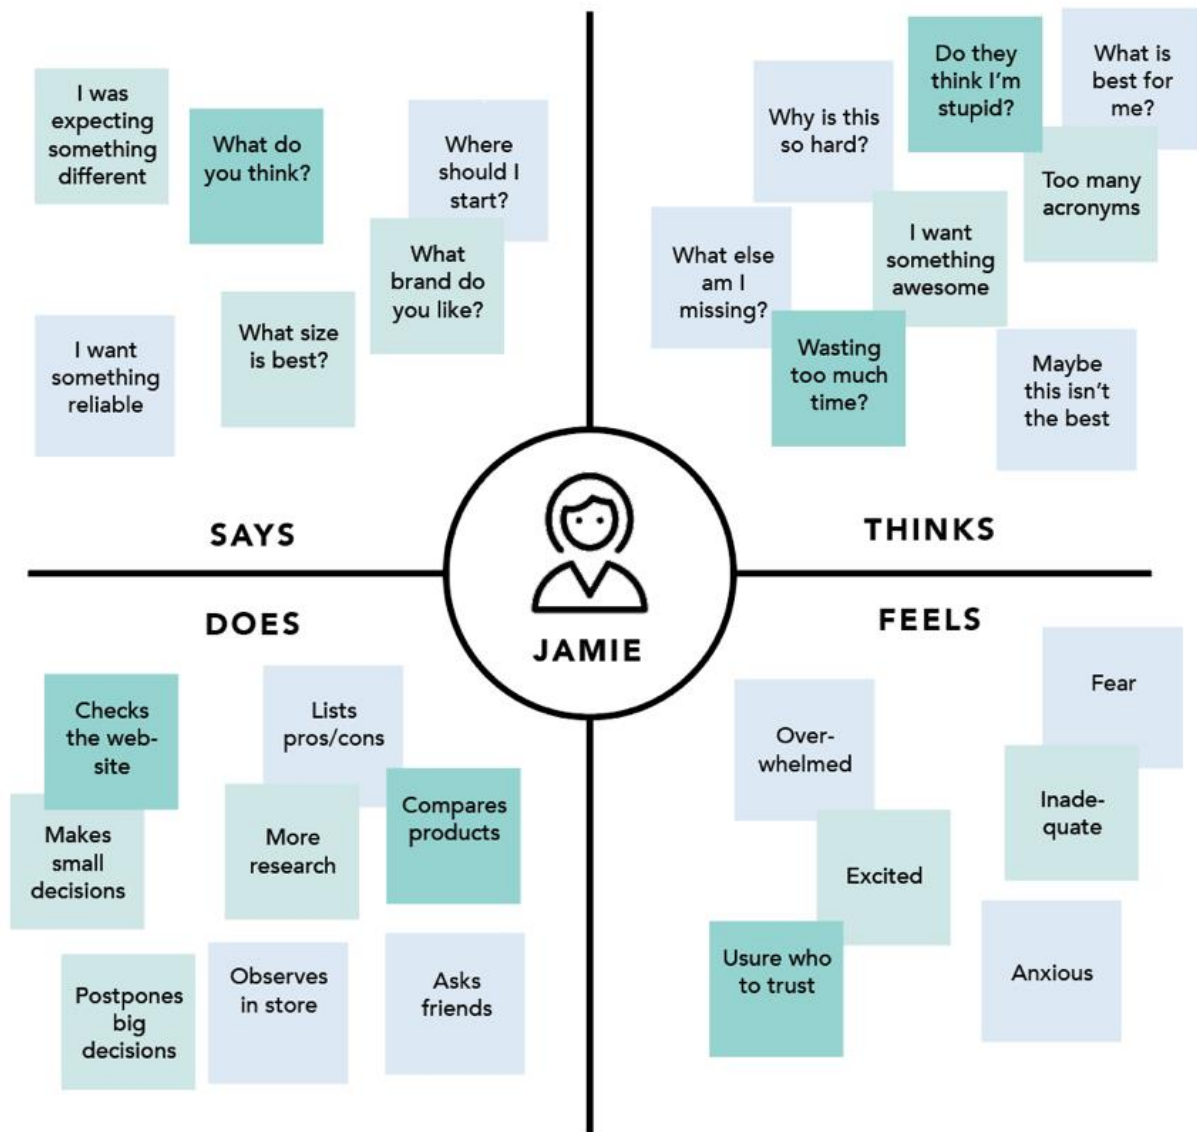 I was
expecting
something
different
What do
you think?
Where
should I
start?
What
brand do
you like?
What size
is best?
I want
something
reliable
SAYS
Do they
think I'm
stupid?
What is
best for
me?
Why is this
so hard?
Too many
acronyms
I want
something
awesome
What else
am I
missing?
Wasting
too much
time?
Maybe
this isn't
the best
THINKS
JAMIE
DOES
Checks
the web-
site
Lists
pros/cons
Compares
products
Makes
small
decisions
More
research
Postpones
big
decisions
Observes
in store
Asks
friends
FEELS
Fear
Over-
whelmed
Inade-
quate
Excited
Usure who
to trust
Anxious